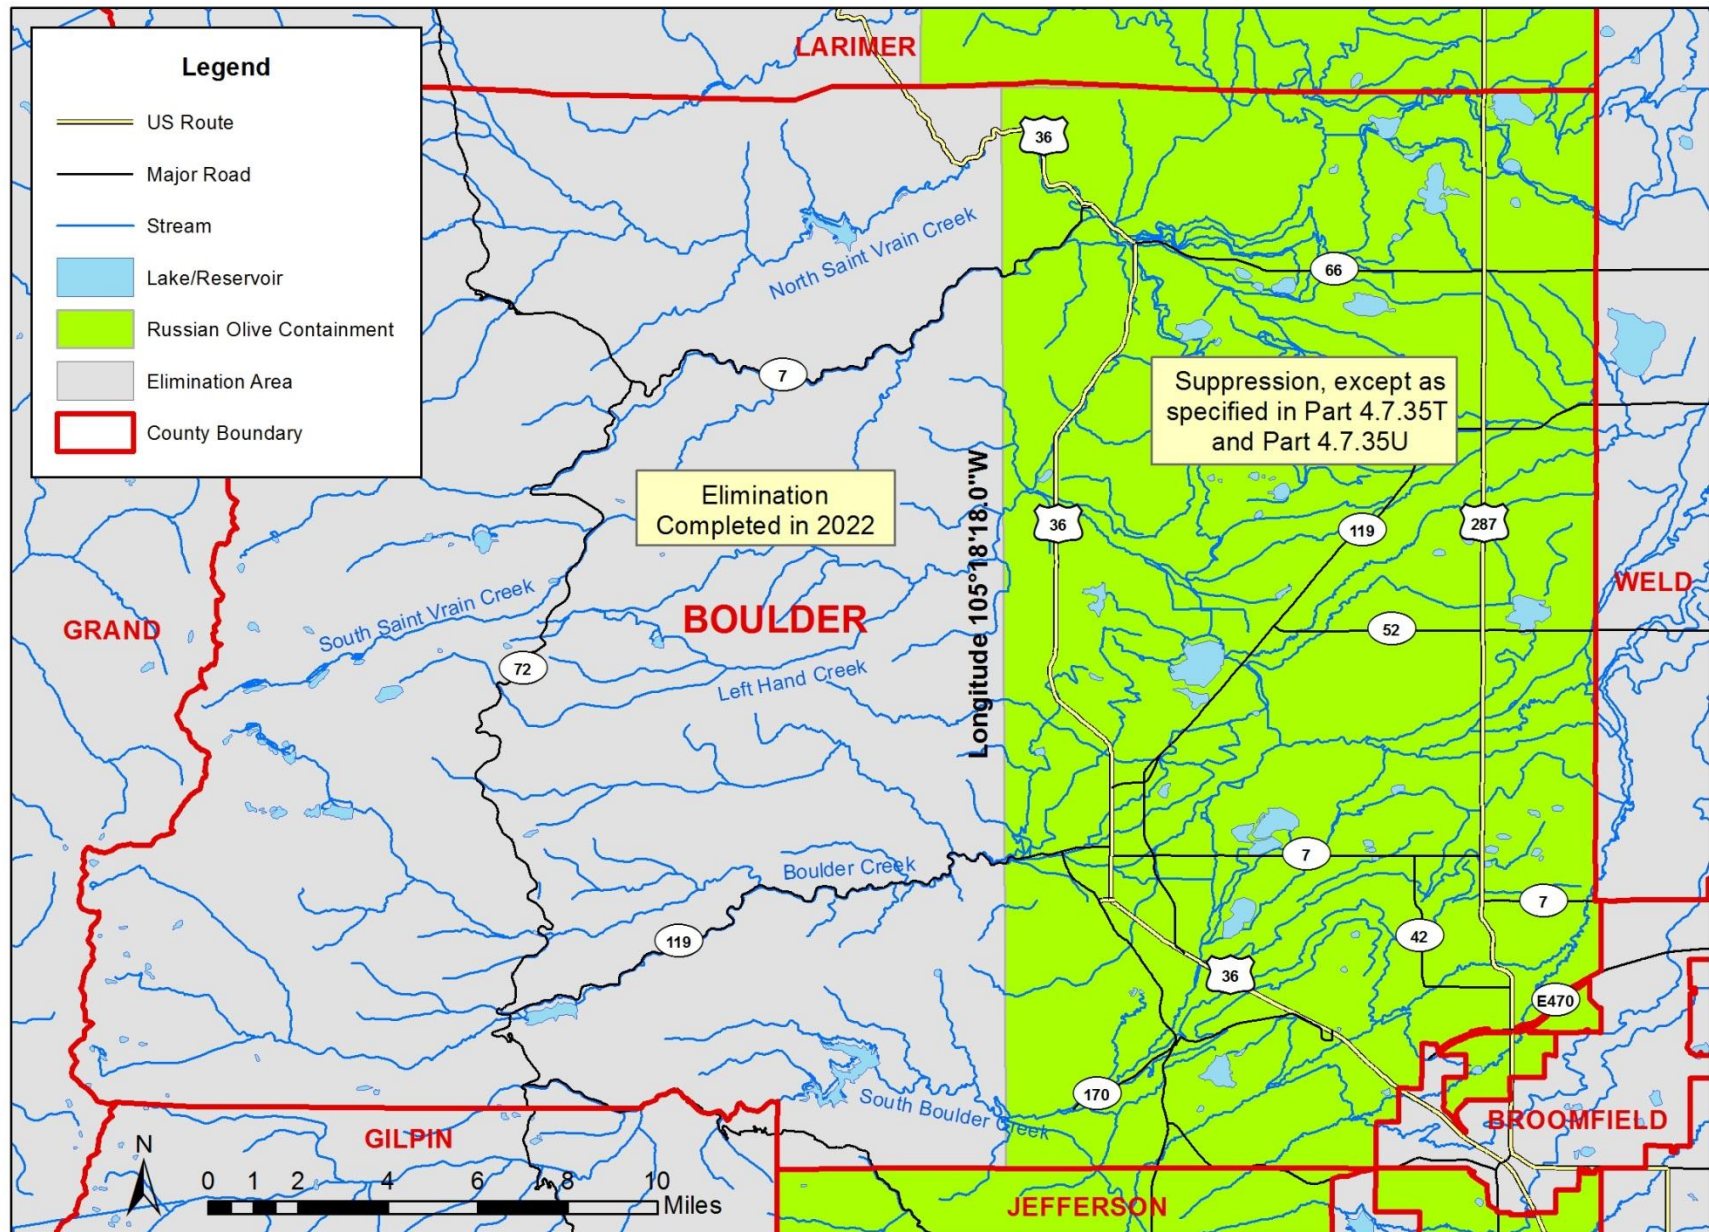 Legend
US Route
Major Road
Stream
Lake/Reservoir
Russian Olive Containment
Elimination Area
County Boundary
LARIMER
36
North Saint Vrain Creek
66
7
Suppression, except as
specified in Part 4.7.35T
and Part 4.7.35U
Elimination
Completed in 2022
Longitude 105°18'18.0"W
36
119
287
WELD
GRAND
South Saint Vrain Creek
BOULDER
52
72
Left Hand Creek
Boulder Creek
7
7
119
42
36
E470
170
South Boulder Creek
GILPIN
BROOMFIELD
JEFFERSON
N
0 1 2 4 6 8 10
Miles